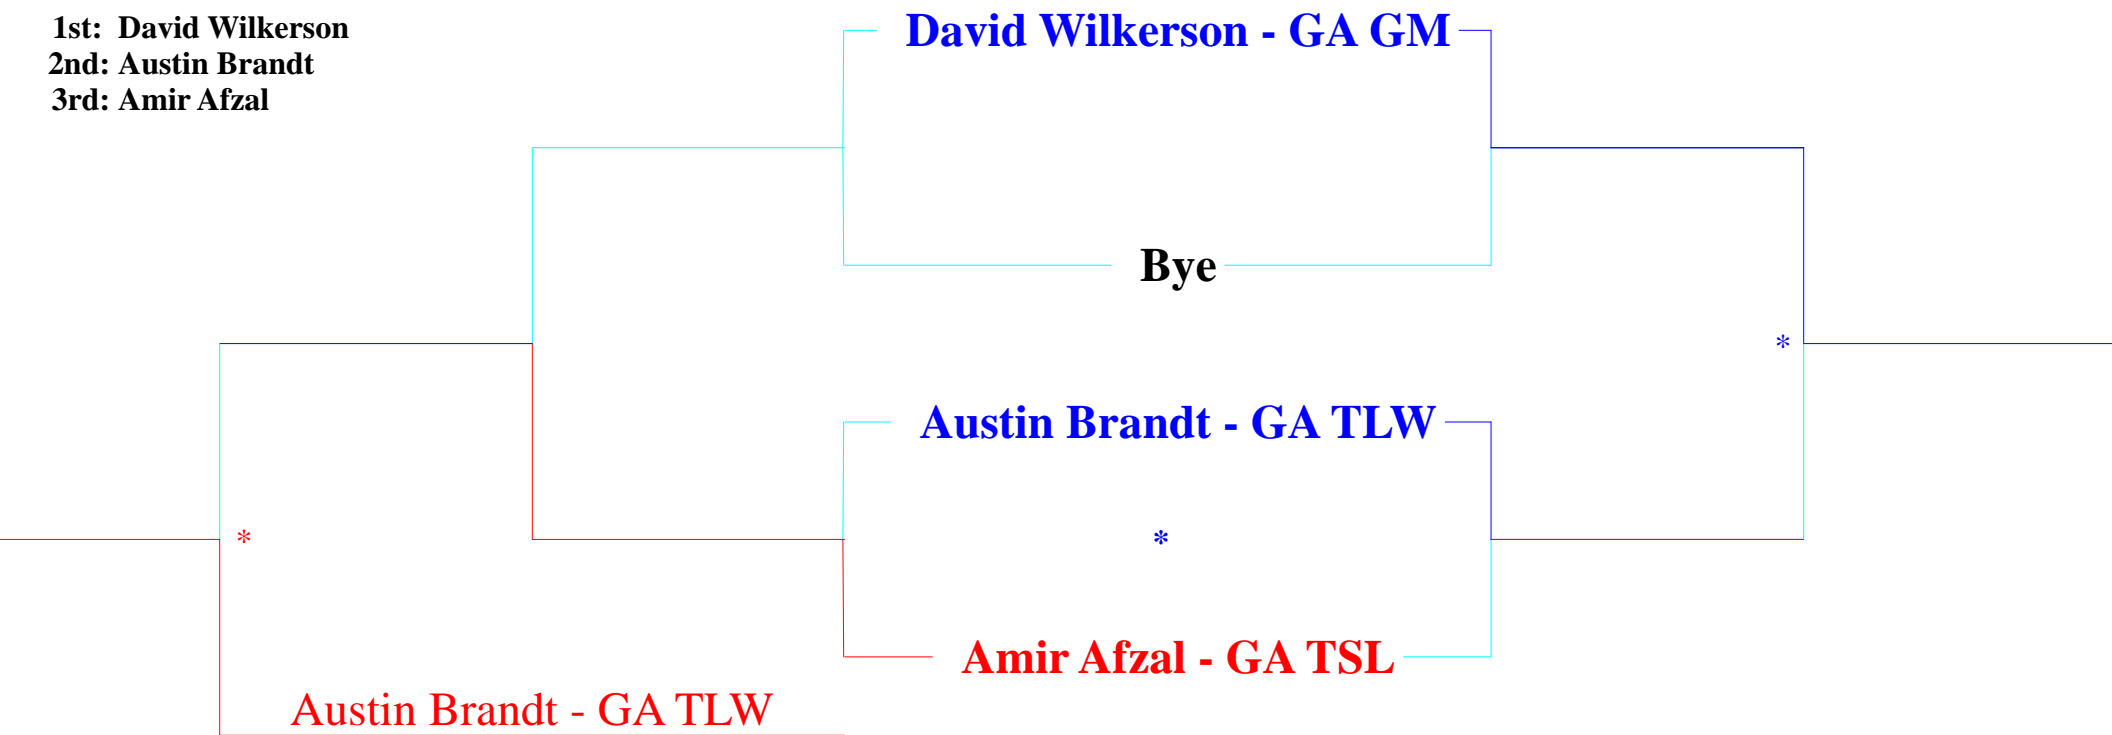 1st: David Wilkerson
2nd: Austin Brandt
3rd: Amir Afzal
David Wilkerson - GA GM
Bye
*
Austin Brandt - GA TLW
*
*
Amir Afzal - GA TSL
Austin Brandt - GA TLW